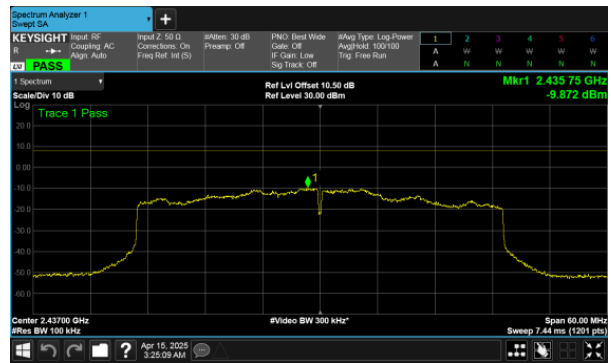 Spectrum Analyzer 1
Swept SA
KEYSIGHT
R
LXI PASS
Input: RF
Coupling: AC
Align: Auto
Input Z: 50 Ω
Corrections: On
Freq Ref: Int (S)
#Atten: 30 dB
Preamp: Off
PNO: Best Wide
Gate: Off
IF Gain: Low
Sig Track: Off
#Avg Type: Log-Power
Avg|Hold: 100/100
Trig: Free Run
1 2 3 4 5 6
A W W W W W
A N N N N N
1 Spectrum
Scale/Div 10 dB
Ref Lvl Offset 10.50 dB
Ref Level 30.00 dBm
Mkr1 2.435 75 GHz
-9.872 dBm
Log
Trace 1 Pass
20.0
10.0
0.00
-10.0
-20.0
-30.0
-40.0
-50.0
-60.0
1
Center 2.43700 GHz
#Res BW 100 kHz
#Video BW 300 kHz*
Span 60.00 MHz
Sweep 7.44 ms (1201 pts)
?
Apr 15, 2025
3:25:09 AM